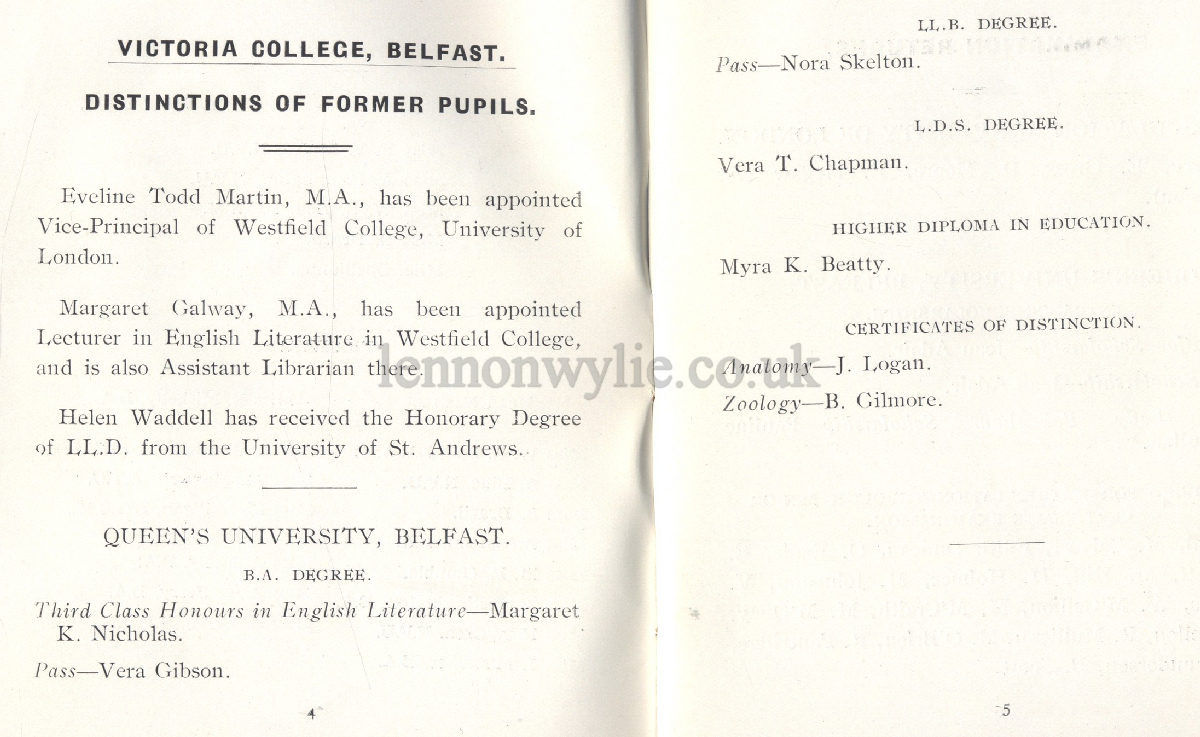 VICTORIA COLLEGE, BELFAST.
DISTINCTIONS OF FORMER PUPILS.
Eveline Todd Martin, M.A., has been appointed
Vice-Principal of Westfield College, University of
London.
Margaret Galway, M.A., has been appointed
Lecturer in English Literature in Westfield College,
and is also Assistant Librarian there.
Helen Waddell has received the Honorary Degree
of LL.D. from the University of St. Andrews.
QUEEN'S UNIVERSITY, BELFAST.
B.A. DEGREE.
Third Class Honours in English Literature—Margaret
K. Nicholas.
Pass—Vera Gibson.
4
LL.B. DEGREE.
Pass—Nora Skelton.
L.D.S. DEGREE.
Vera T. Chapman.
HIGHER DIPLOMA IN EDUCATION.
Myra K. Beatty.
CERTIFICATES OF DISTINCTION.
Anatomy—J. Logan.
Zoology—B. Gilmore.
5
lennonwylie.co.uk